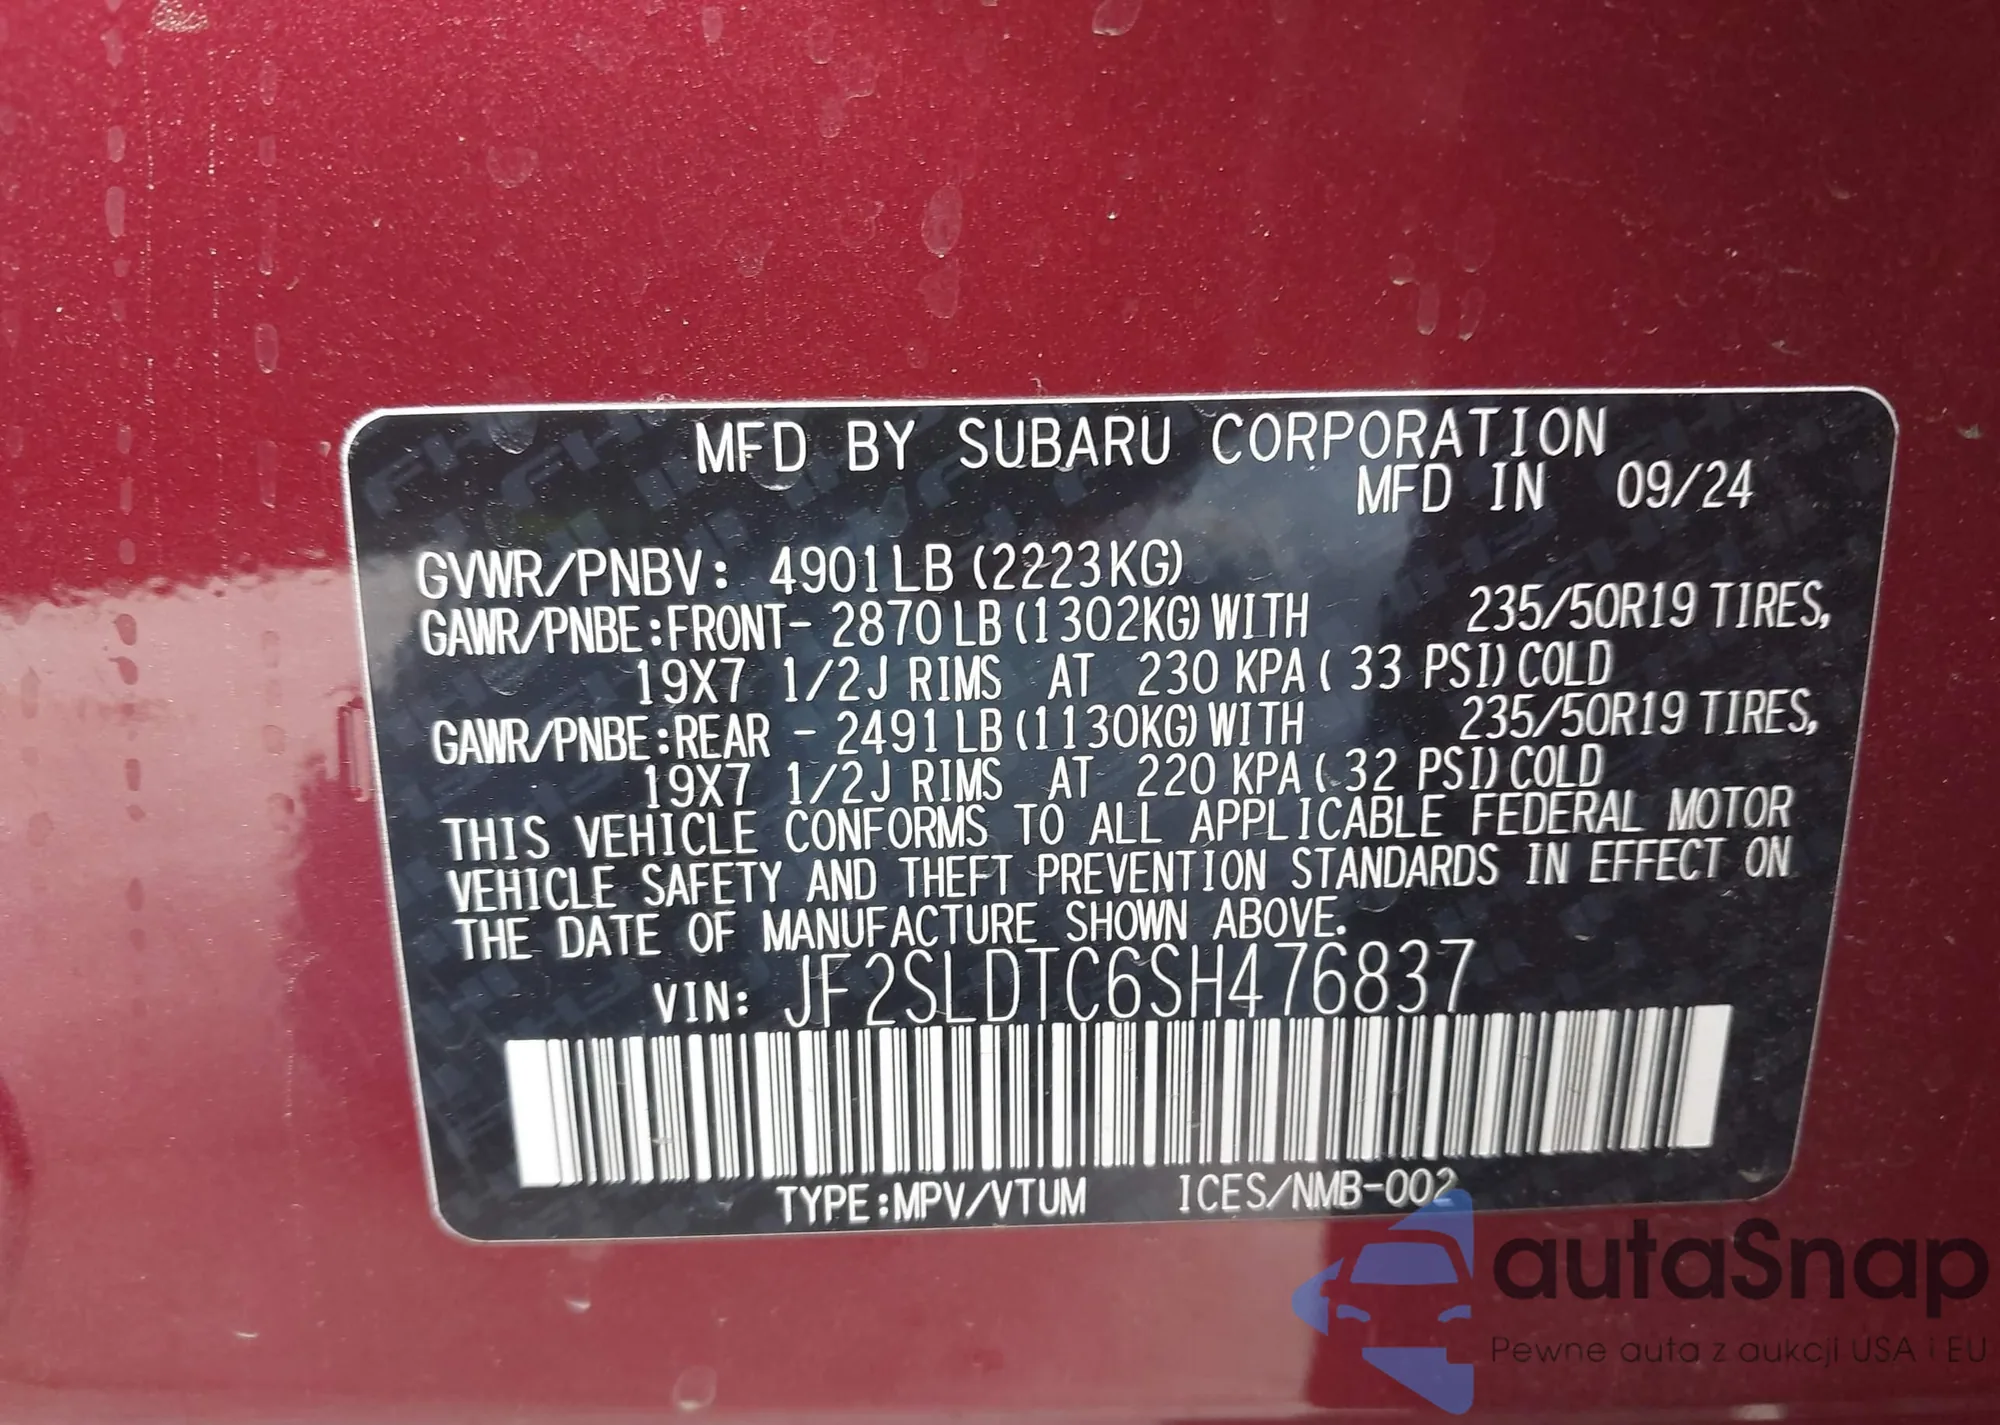 MFD BY SUBARU CORPORATION
MFD IN 09/24
GVWR/PNBV: 4901LB (2223KG)
GAWR/PNBE:FRONT- 2870LB(1302KG)WITH 235/50R19 TIRES,
19X7 1/2J RIMS AT 230 KPA( 33 PSI)COLD
GAWR/PNBE:REAR - 2491LB(1130KG)WITH 235/50R19 TIRES,
19X7 1/2J RIMS AT 220 KPA( 32 PSI)COLD
THIS VEHICLE CONFORMS TO ALL APPLICABLE FEDERAL MOTOR
VEHICLE SAFETY AND THEFT PREVENTION STANDARDS IN EFFECT ON
THE DATE OF MANUFACTURE SHOWN ABOVE.
VIN: JF2SLDTC6SH476837
TYPE:MPV/VTUM ICES/NMB-002
autaSnap
Pewne auta z aukcji USA i EU